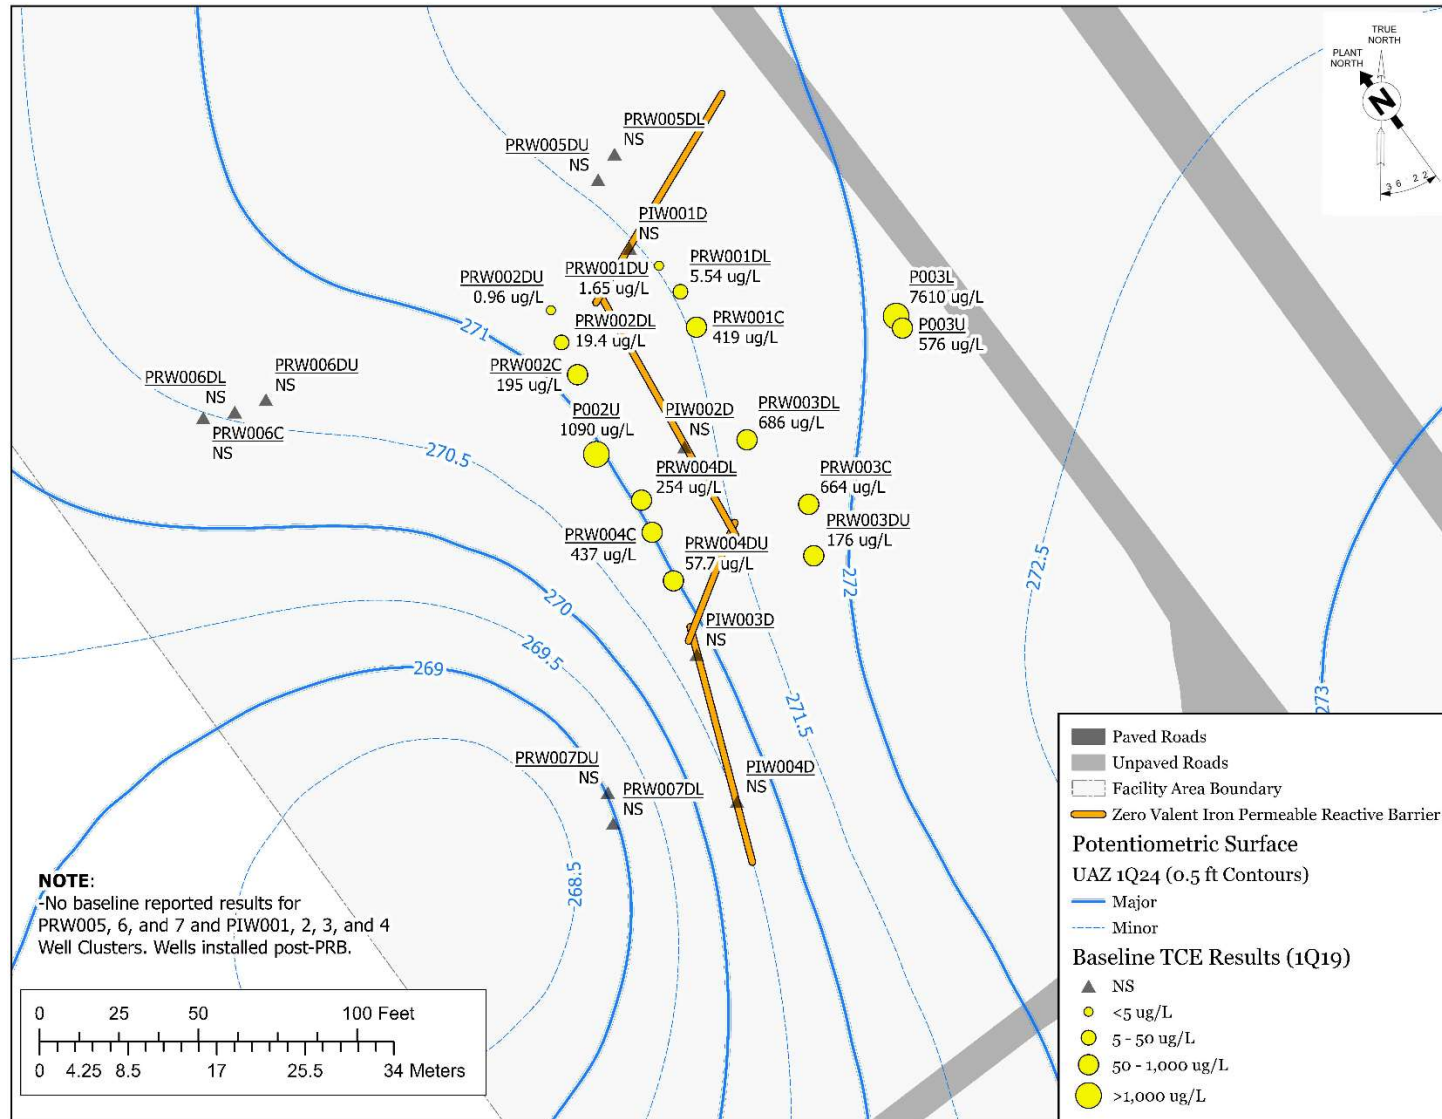 TRUE
NORTH
PLANT
NORTH
N
36 22
PRW005DL
NS
PRW005DU
NS
PIW001D
NS
PRW001DL
5.54 ug/L
PRW001DU
1.65 ug/L
PRW002DU
0.96 ug/L
P003L
7610 ug/L
P003U
576 ug/L
PRW001C
419 ug/L
PRW002DL
19.4 ug/L
271
PRW002C
195 ug/L
PRW006DU
NS
PRW006DL
NS
PRW006C
NS
P002U
1090 ug/L
PIW002D
NS
PRW003DL
686 ug/L
270.5
PRW004DL
254 ug/L
PRW003C
664 ug/L
PRW004C
437 ug/L
PRW004DU
57.7 ug/L
PRW003DU
176 ug/L
272
272.5
270
PIW003D
NS
269.5
269
271.5
273
PRW007DU
NS
PRW007DL
NS
PIW004D
NS
268.5
NOTE:
-No baseline reported results for
PRW005, 6, and 7 and PIW001, 2, 3, and 4
Well Clusters. Wells installed post-PRB.
0 25 50 100 Feet
0 4.25 8.5 17 25.5 34 Meters
Paved Roads
Unpaved Roads
Facility Area Boundary
Zero Valent Iron Permeable Reactive Barrier
Potentiometric Surface
UAZ 1Q24 (0.5 ft Contours)
Major
Minor
Baseline TCE Results (1Q19)
NS
<5 ug/L
5 - 50 ug/L
50 - 1,000 ug/L
>1,000 ug/L